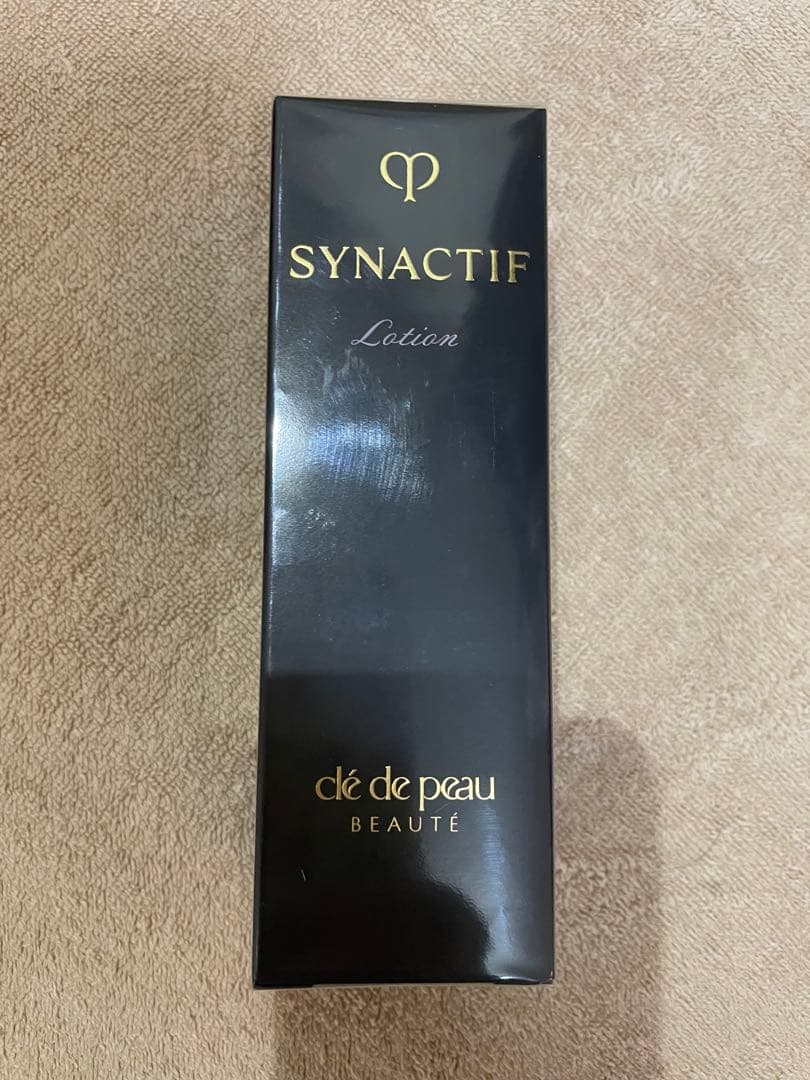 SYNACTIF
Lotion
clé de peau
BEAUTÉ